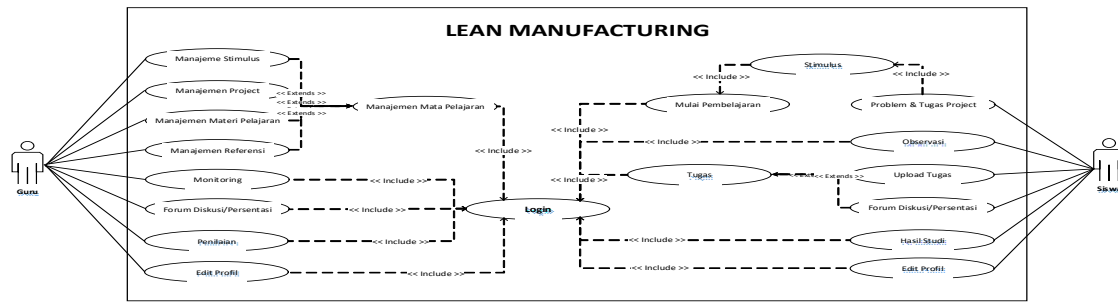 LEAN MANUFACTURING
Manajeme Stimulus
Manajemen Project
Manajemen Materi Pelajaran
Manajemen Referensi
Monitoring
Forum Diskusi/Persentasi
Penilaian
Edit Profil
Guru
<< Extends >>
<< Extends >>
<< Extends >>
Manajemen Mata Pelajaran
<< Include >>
<< Include >>
<< Include >>
<< Include >>
<< Include >>
Login
Stimulus
<< Include >>
<< Include >>
Mulai Pembelajaran
Problem & Tugas Project
<< Include >>
<< Include >>
Observasi
Tugas
<< Extends >>
Upload Tugas
<< Include >>
Forum Diskusi/Persentasi
<< Include >>
Hasil Studi
<< Include >>
Edit Profil